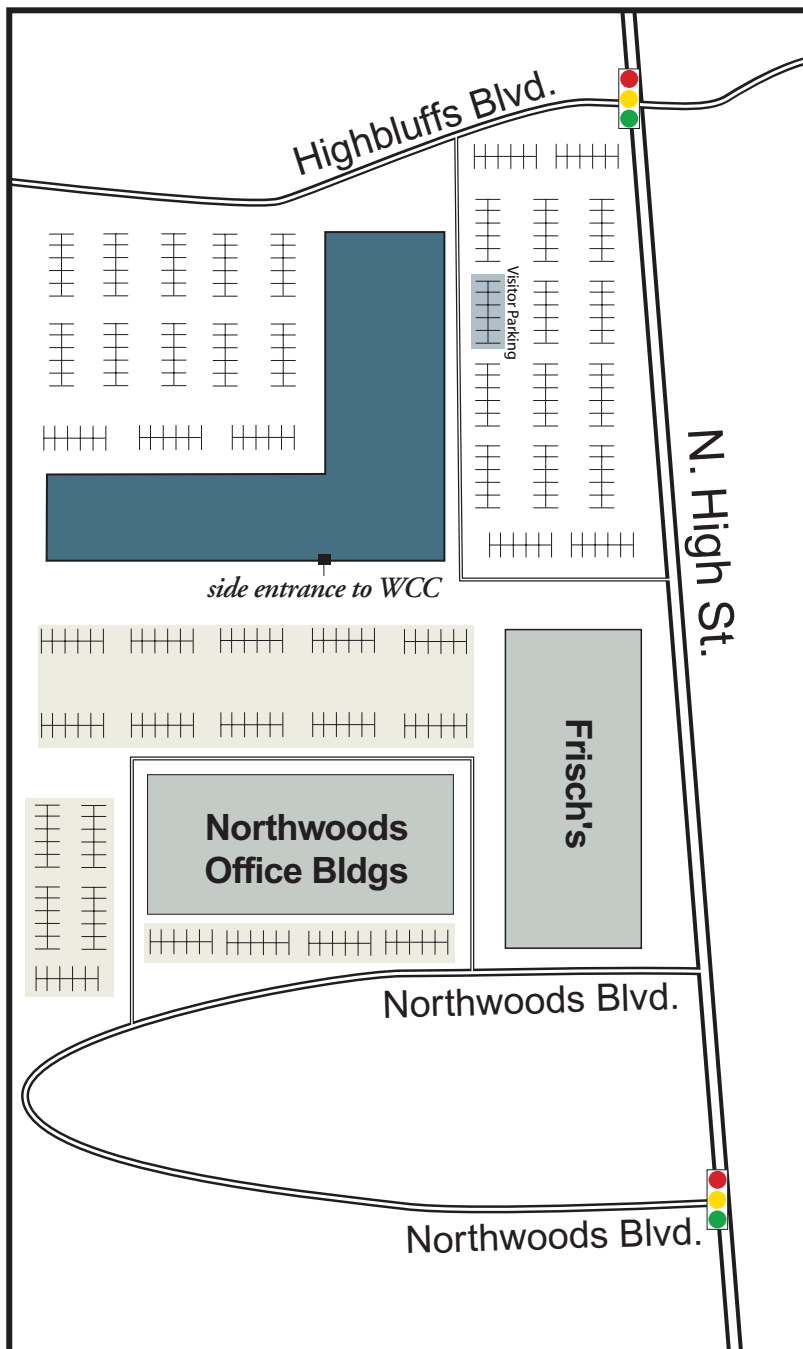 Highbluffs Blvd.
Visitor Parking
N. High St.
side entrance to WCC
Frisch's
Northwoods
Office Bldgs
Northwoods Blvd.
Northwoods Blvd.